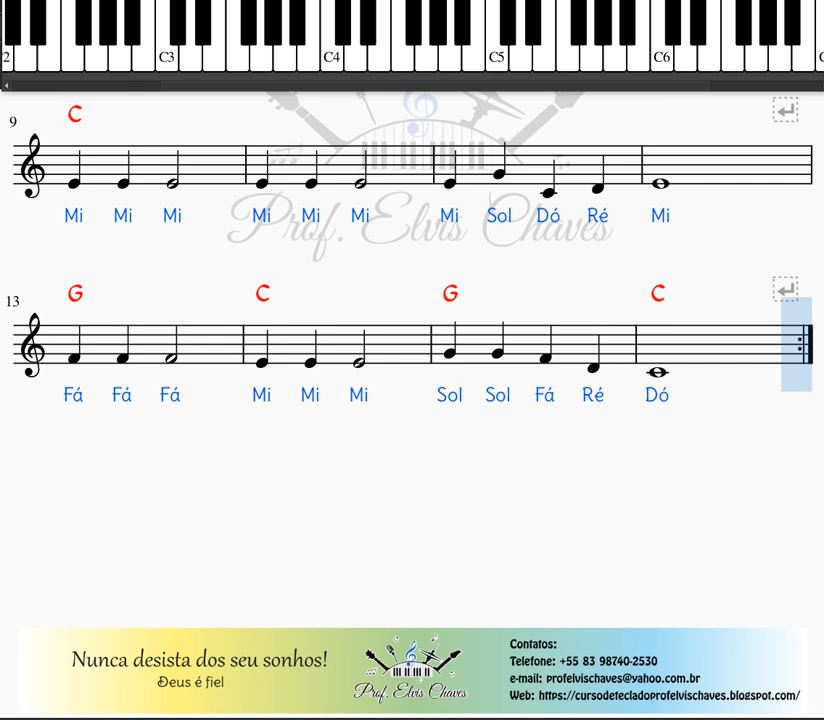 2 C3 C4 C5 C6 C
C
9
Mi Mi Mi Mi Mi Mi Mi Sol Dó Ré Mi
Prof. Elvis Chaves
G C G C
13
Fá Fá Fá Mi Mi Mi Sol Sol Fá Ré Dó
Nunca desista dos seu sonhos!
Deus é fiel
Prof. Elvis Chaves
Contatos:
Telefone: +55 83 98740-2530
e-mail: profelvischaves@yahoo.com.br
Web: https://cursodetecladoprofelvischaves.blogspot.com/